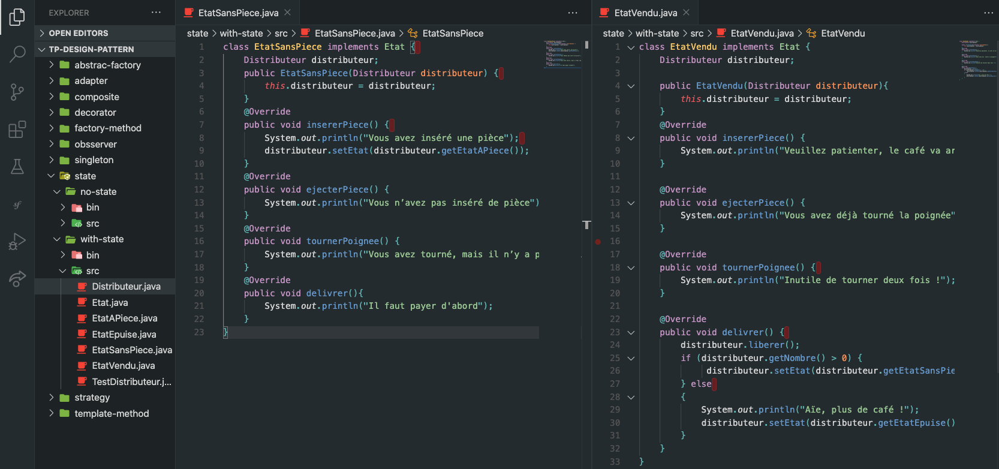 EXPLORER
OPEN EDITORS
TP-DESIGN-PATTERN
abstrac-factory
adapter
composite
decorator
factory-method
obsserver
singleton
state
no-state
bin
src
with-state
bin
src
Distributeur.java
Etat.java
EtatAPiece.java
EtatEpuise.java
EtatSansPiece.java
EtatVendu.java
TestDistributeur.j...
strategy
template-method
EtatSansPiece.java
state > with-state > src > EtatSansPiece.java > EtatSansPiece
1 class EtatSansPiece implements Etat {
2 Distributeur distributeur;
3 public EtatSansPiece(Distributeur distributeur) {
4 this.distributeur = distributeur;
5 }
6 @Override
7 public void insererPiece() {
8 System.out.println("Vous avez inséré une pièce");
9 distributeur.setEtat(distributeur.getEtatAPiece());
10 }
11 @Override
12 public void ejecterPiece() {
13 System.out.println("Vous n’avez pas inséré de pièce")
14 }
15 @Override
16 public void tournerPoignee() {
17 System.out.println("Vous avez tourné, mais il n’y a p
18 }
19 @Override
20 public void delivrer(){
21 System.out.println("Il faut payer d'abord");
22 }
23 }
EtatVendu.java
state > with-state > src > EtatVendu.java > EtatVendu
1 class EtatVendu implements Etat {
2 Distributeur distributeur;
3
4 public EtatVendu(Distributeur distributeur){
5 this.distributeur = distributeur;
6 }
7 @Override
8 public void insererPiece() {
9 System.out.println("Veuillez patienter, le café va ar
10 }
11
12 @Override
13 public void ejecterPiece() {
14 System.out.println("Vous avez déjà tourné la poignée"
15 }
16
17 @Override
18 public void tournerPoignee() {
19 System.out.println("Inutile de tourner deux fois !");
20 }
21
22 @Override
23 public void delivrer() {
24 distributeur.liberer();
25 if (distributeur.getNombre() > 0) {
26 distributeur.setEtat(distributeur.getEtatSansPie
27 } else
28 {
29 System.out.println("Aïe, plus de café !");
30 distributeur.setEtat(distributeur.getEtatEpuise()
31 }
32 }
33 }